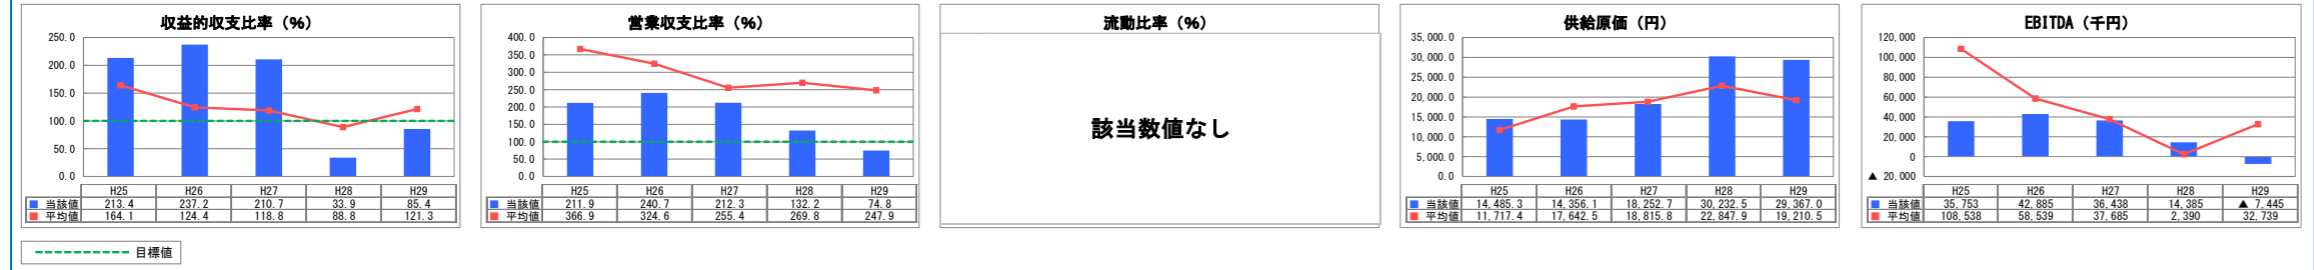 収益的収支比率（%）
250.0
200.0
150.0
100.0
50.0
0.0
H25 H26 H27 H28 H29
当該値 213.4 237.2 210.7 33.9 85.4
平均値 164.1 124.4 118.8 88.8 121.3
営業収支比率（%）
400.0
350.0
300.0
250.0
200.0
150.0
100.0
50.0
0.0
H25 H26 H27 H28 H29
当該値 211.9 240.7 212.3 132.2 74.8
平均値 366.9 324.6 255.4 269.8 247.9
流動比率（%）
該当数値なし
供給原価（円）
35,000.0
30,000.0
25,000.0
20,000.0
15,000.0
10,000.0
5,000.0
0.0
H25 H26 H27 H28 H29
当該値 14,485.3 14,356.1 18,252.7 30,232.5 29,367.0
平均値 11,717.4 17,642.5 18,815.8 22,847.9 19,210.5
EBITDA（千円）
120,000
100,000
80,000
60,000
40,000
20,000
0
▲ 20,000
H25 H26 H27 H28 H29
当該値 35,753 42,885 36,438 14,385 ▲ 7,445
平均値 108,538 58,539 37,685 2,390 32,739
目標値